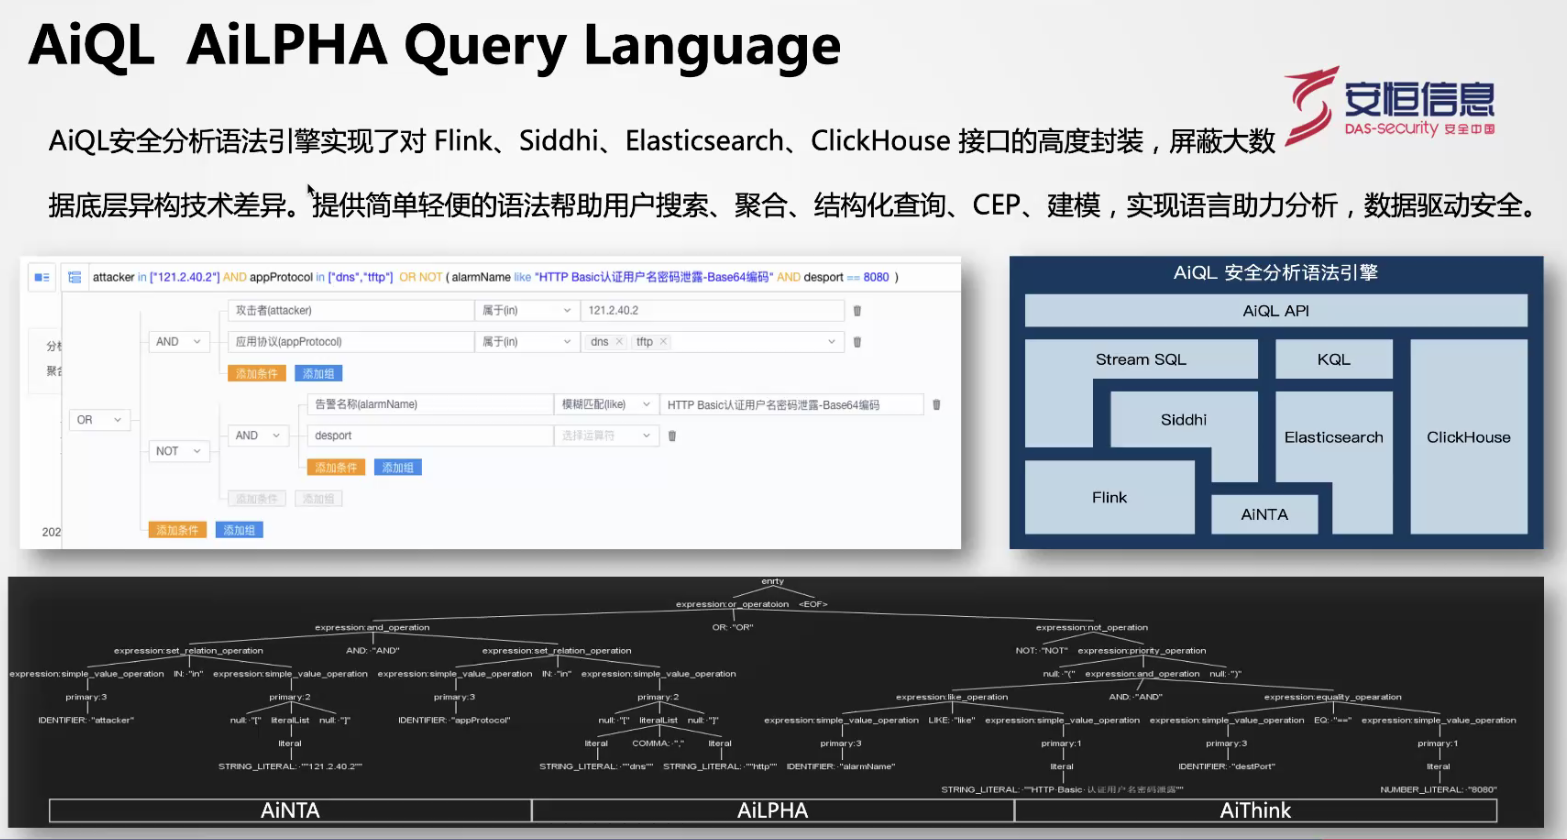 AiQL AiLPHA Query Language
安恒信息
DAS-security 安全中国
AiQL安全分析语法引擎实现了对 Flink、Siddhi、Elasticsearch、ClickHouse 接口的高度封装，屏蔽大数
据底层异构技术差异。提供简单轻便的语法帮助用户搜索、聚合、结构化查询、CEP、建模，实现语言助力分析，数据驱动安全。
attacker in ["121.2.40.2"] AND appProtocol in ["dns","tftp"] OR NOT ( alarmName like "HTTP Basic认证用户名密码泄露-Base64编码" AND desport == 8080 )
攻击者(attacker) 属于(in) 121.2.40.2
AND 应用协议(appProtocol) 属于(in) dns tftp
添加条件 添加组
告警名称(alarmName) 模糊匹配(like) HTTP Basic认证用户名密码泄露-Base64编码
OR
AND desport 选择运算符
NOT
添加条件 添加组
添加条件 添加组
添加条件 添加组
202
AiQL 安全分析语法引擎
AiQL API
Stream SQL KQL
Siddhi
Elasticsearch ClickHouse
Flink
AiNTA
enrty
expression:or_operatoion <EOF>
expression:and_operation OR: "OR" expression:not_operation
expression:set_relation_operation AND: "AND" expression:set_relation_operation NOT: "NOT" expression:priority_operation
expression:simple_value_operation IN: "in" expression:simple_value_operation expression:simple_value_operation IN: "in" expression:simple_value_operation null: "(" expression:and_operation null: ")"
primary:3 primary:2 primary:3 primary:2 expression:like_operation AND: "AND" expression:equality_opearation
IDENTIFIER: "attacker" null: "[" literalList null: "]" IDENTIFIER: "appProtocol" null: "[" literalList null: "]" expression:simple_value_operation LIKE: "like" expression:simple_value_operation expression:simple_value_operation EQ: "==" expression:simple_value_operation
literal literal COMMA: "," literal primary:3 primary:1 primary:3 primary:1
STRING_LITERAL: ""121.2.40.2"" STRING_LITERAL: ""dns"" STRING_LITERAL: ""http"" IDENTIFIER: "alarmName" literal IDENTIFIER: "destPort" literal
STRING_LITERAL: ""HTTP Basic 认证用户名密码泄露"" NUMBER_LITERAL: "8080"
AiNTA AiLPHA AiThink